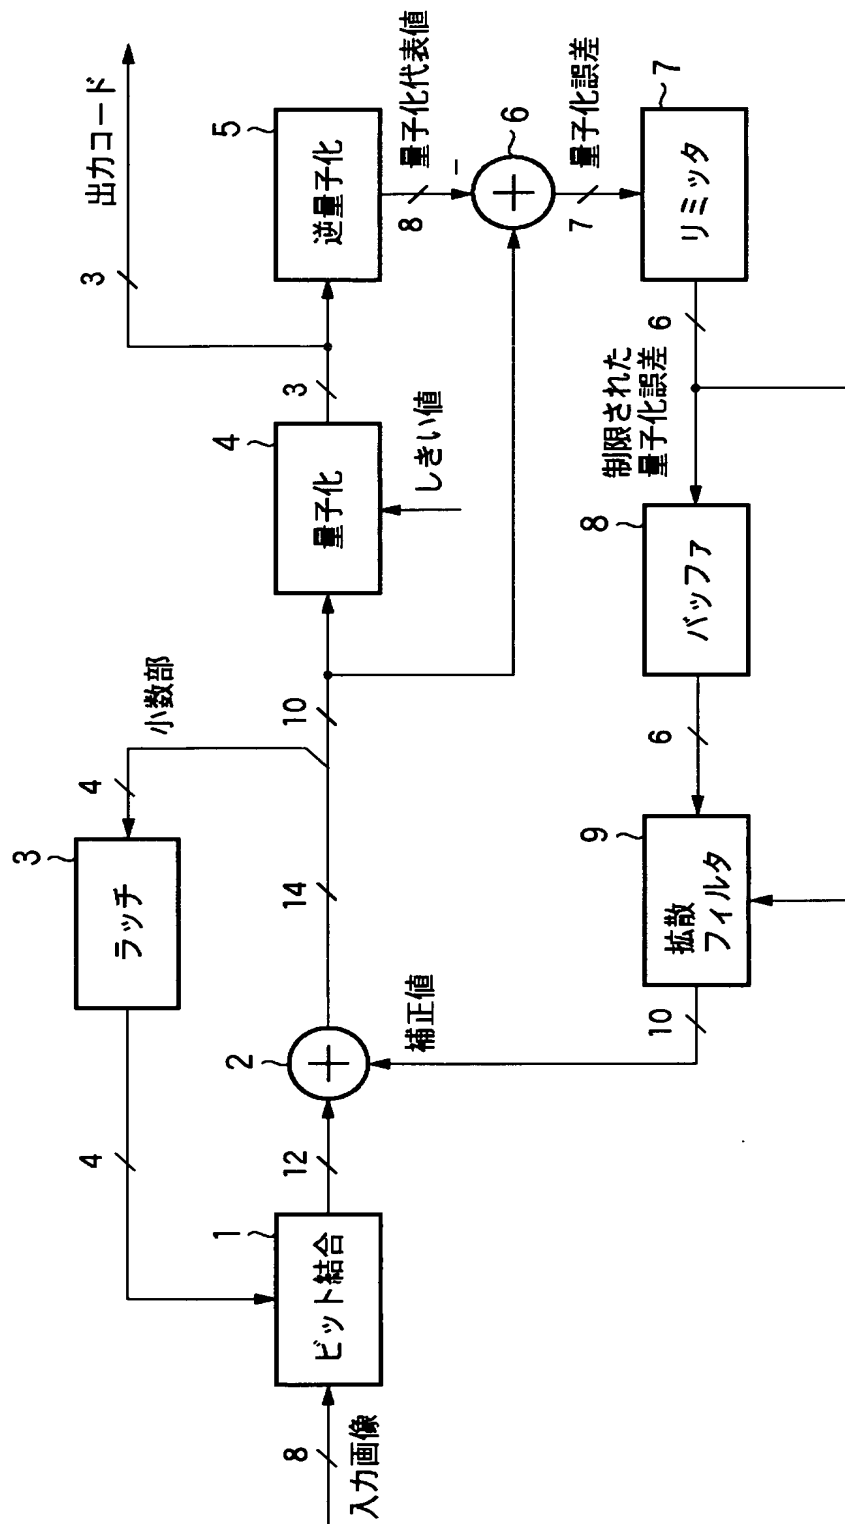 入力画像
8
ビット結合
1
12
2
補正値
14
ラッチ
3
4
4
小数部
10
量子化
4
しきい値
3
3
出力コード
逆量子化
5
量子化代表値
8
−
6
量子化誤差
7
リミッタ
7
6
制限された
量子化誤差
バッファ
8
6
拡散
フィルタ
9
10